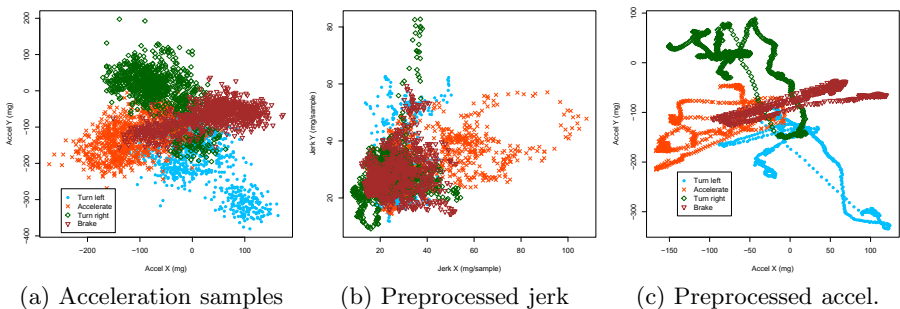 200
100
0
−100
−200
−300
−400
Accel Y (mg)
Turn left
Accelerate
Turn right
Brake
−200
−100
0
100
Accel X (mg)
(a) Acceleration samples
80
60
40
20
Jerk Y (mg/sample)
20
40
60
80
100
Jerk X (mg/sample)
(b) Preprocessed jerk
50
0
−50
−100
−200
−300
Accel Y (mg)
Turn left
Accelerate
Turn right
Brake
−150
−100
−50
0
50
100
Accel X (mg)
(c) Preprocessed accel.